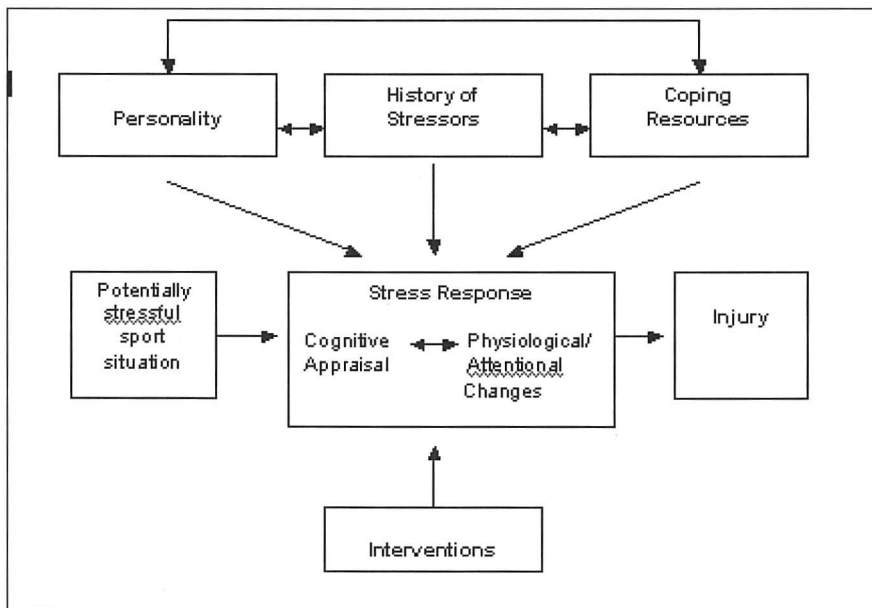 Personality
History of
Stressors
Coping
Resources
Potentially
stressful
sport
situation
Stress Response
Cognitive
Appraisal
Physiological/
Attentional
Changes
Injury
Interventions